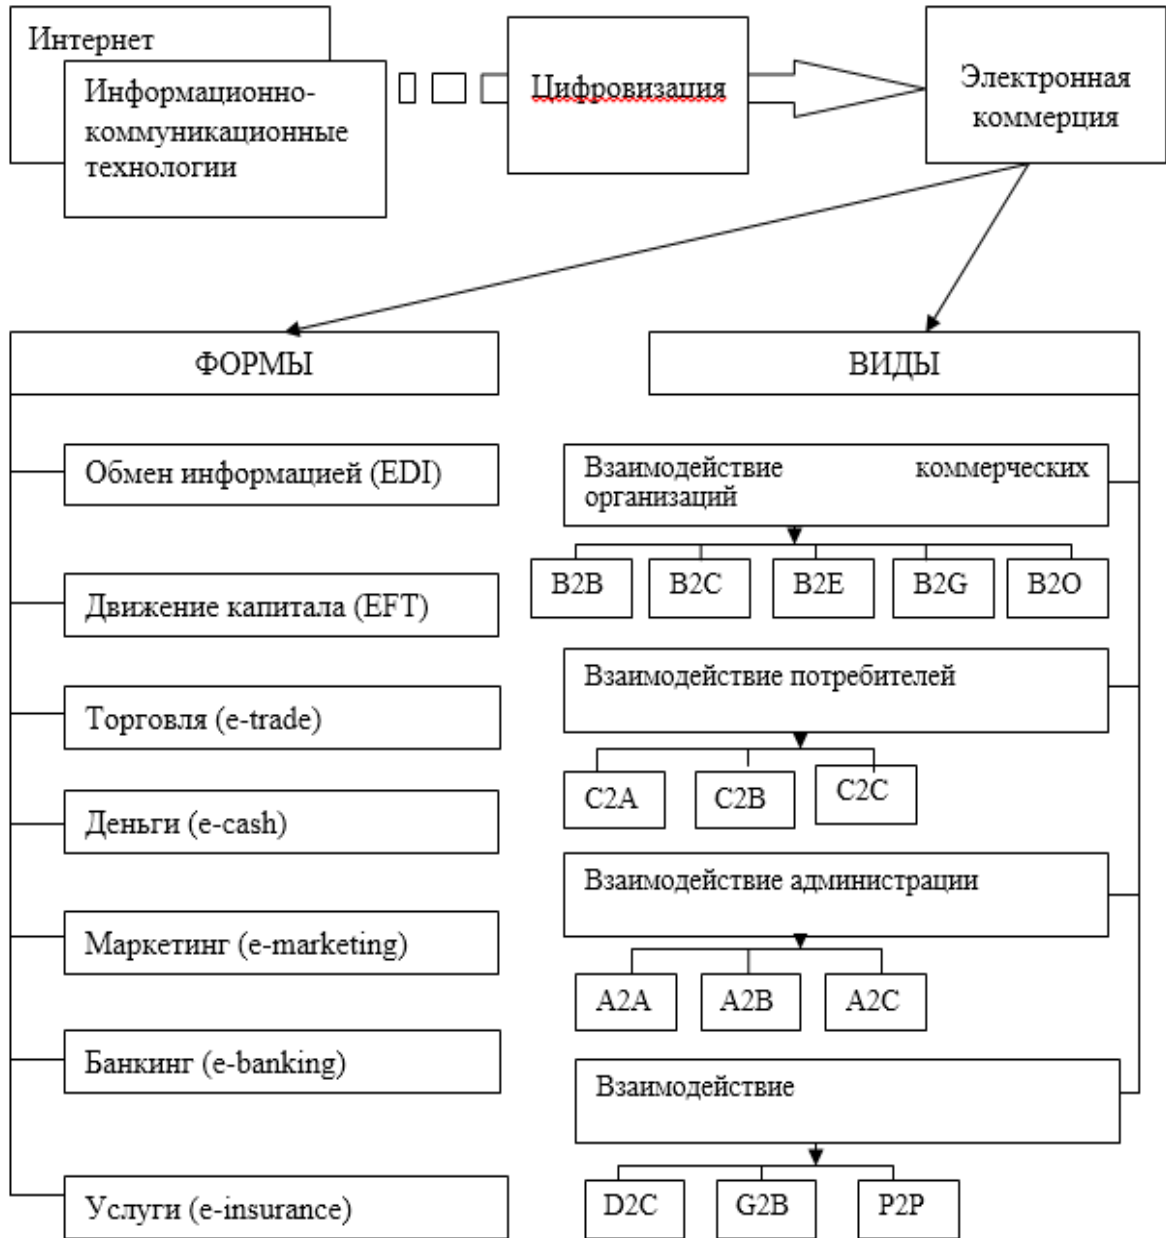 Интернет
Информационно-
коммуникационные
технологии
Цифровизация
Электронная
коммерция
ФОРМЫ
ВИДЫ
Обмен информацией (EDI)
Движение капитала (EFT)
Торговля (e-trade)
Деньги (e-cash)
Маркетинг (e-marketing)
Банкинг (e-banking)
Услуги (e-insurance)
Взаимодействие коммерческих
организаций
B2B B2C B2E B2G B2O
Взаимодействие потребителей
C2A C2B C2C
Взаимодействие администрации
A2A A2B A2C
Взаимодействие
D2C G2B P2P